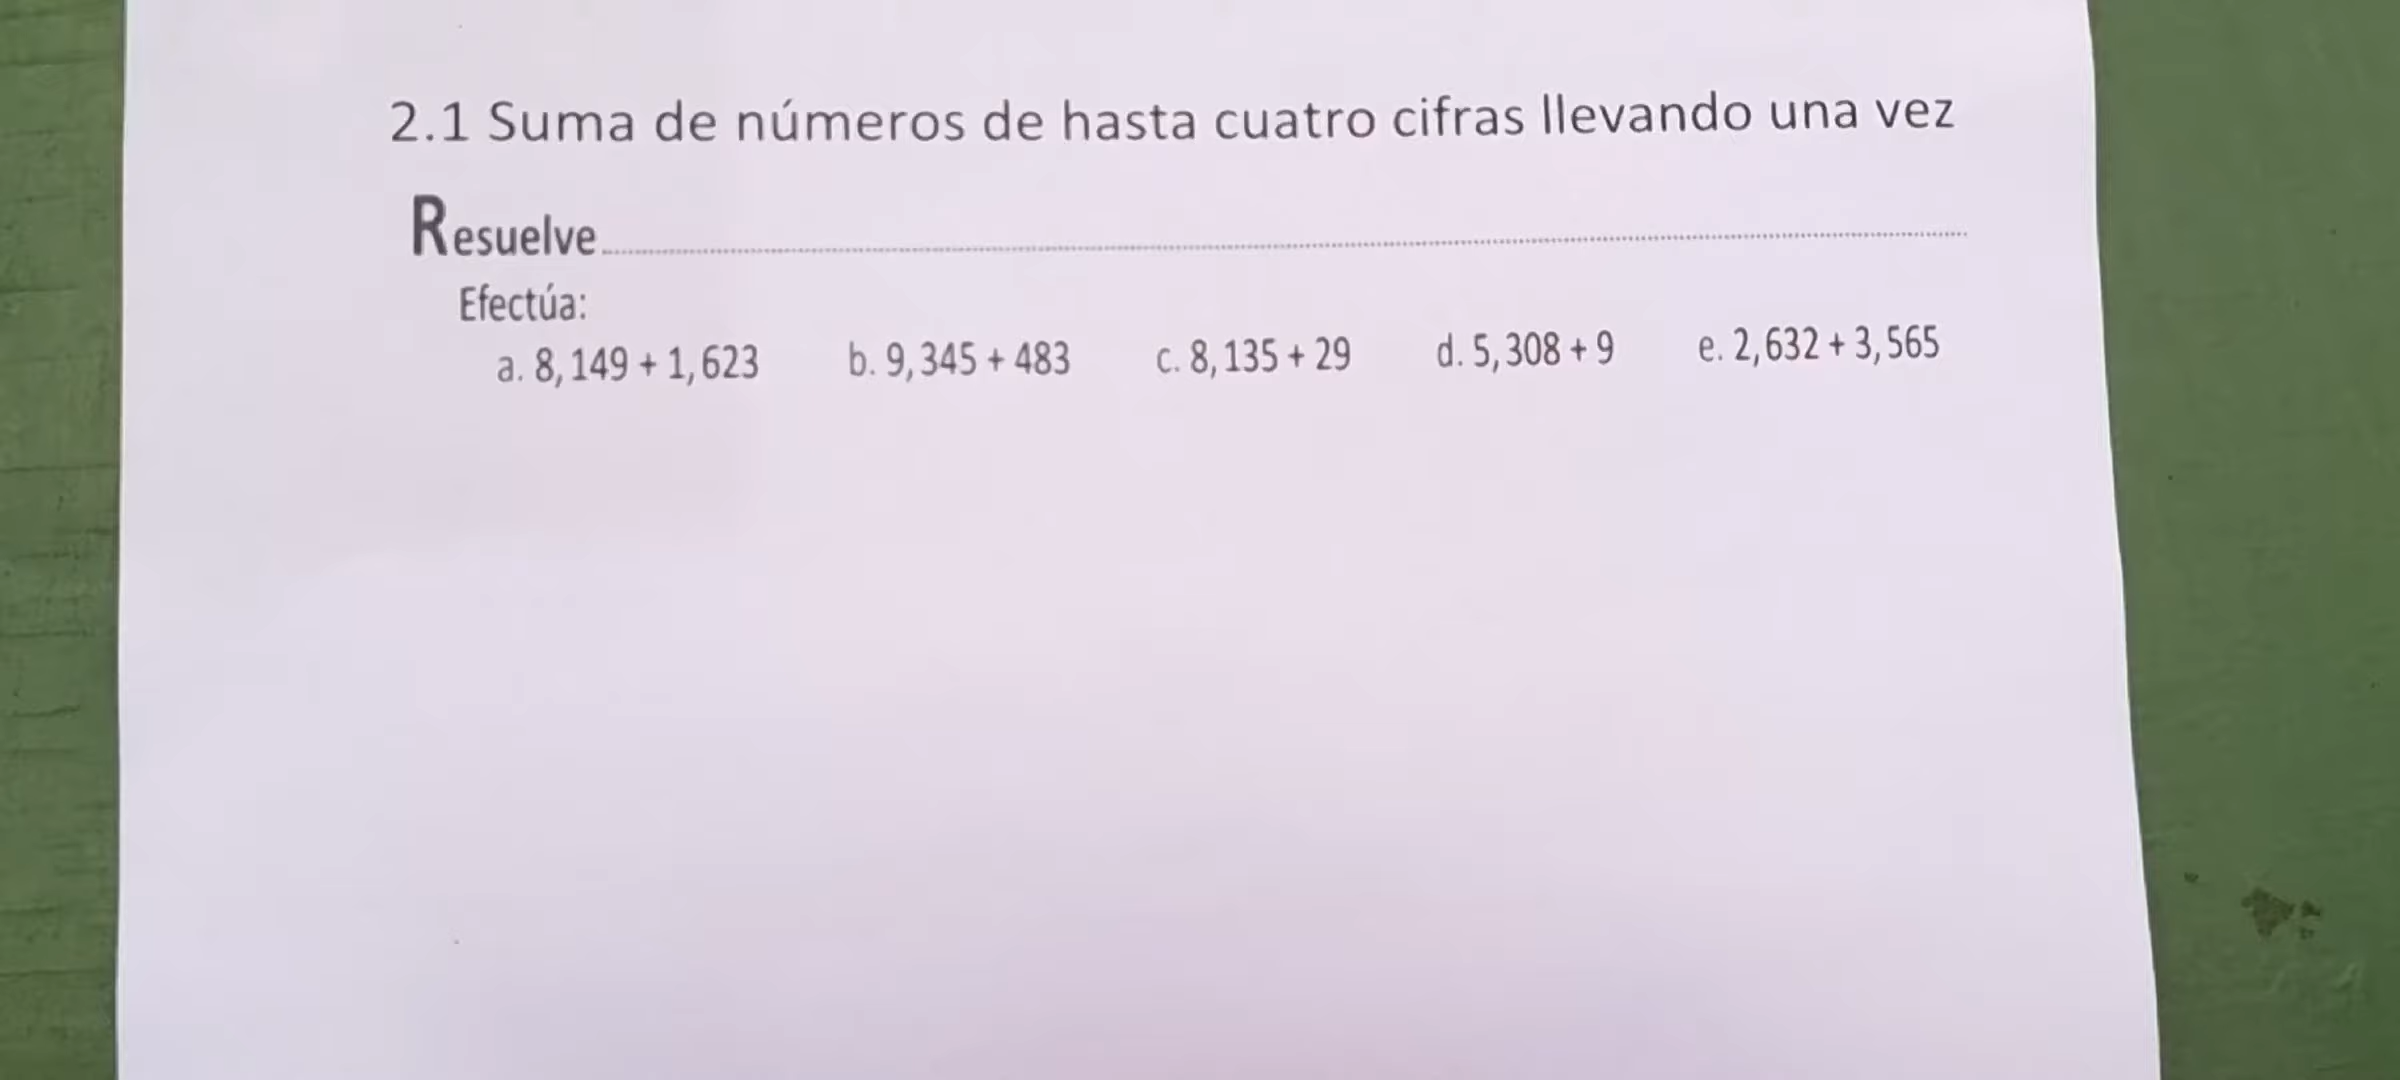 2.1 Suma de números de hasta cuatro cifras llevando una vez
Resuelve
Efectúa:
a. 8,149 + 1,623 b. 9,345 + 483 c. 8,135 + 29 d. 5,308 + 9 e. 2,632 + 3,565